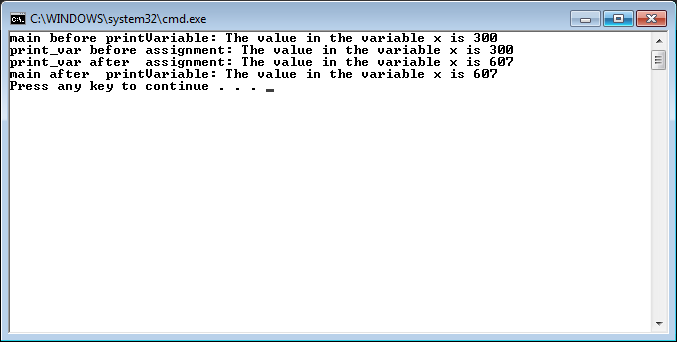 C:\WINDOWS\system32\cmd.exe
main before printVariable: The value in the variable x is 300
print_var before assignment: The value in the variable x is 300
print_var after  assignment: The value in the variable x is 607
main after  printVariable: The value in the variable x is 607
Press any key to continue . . . _